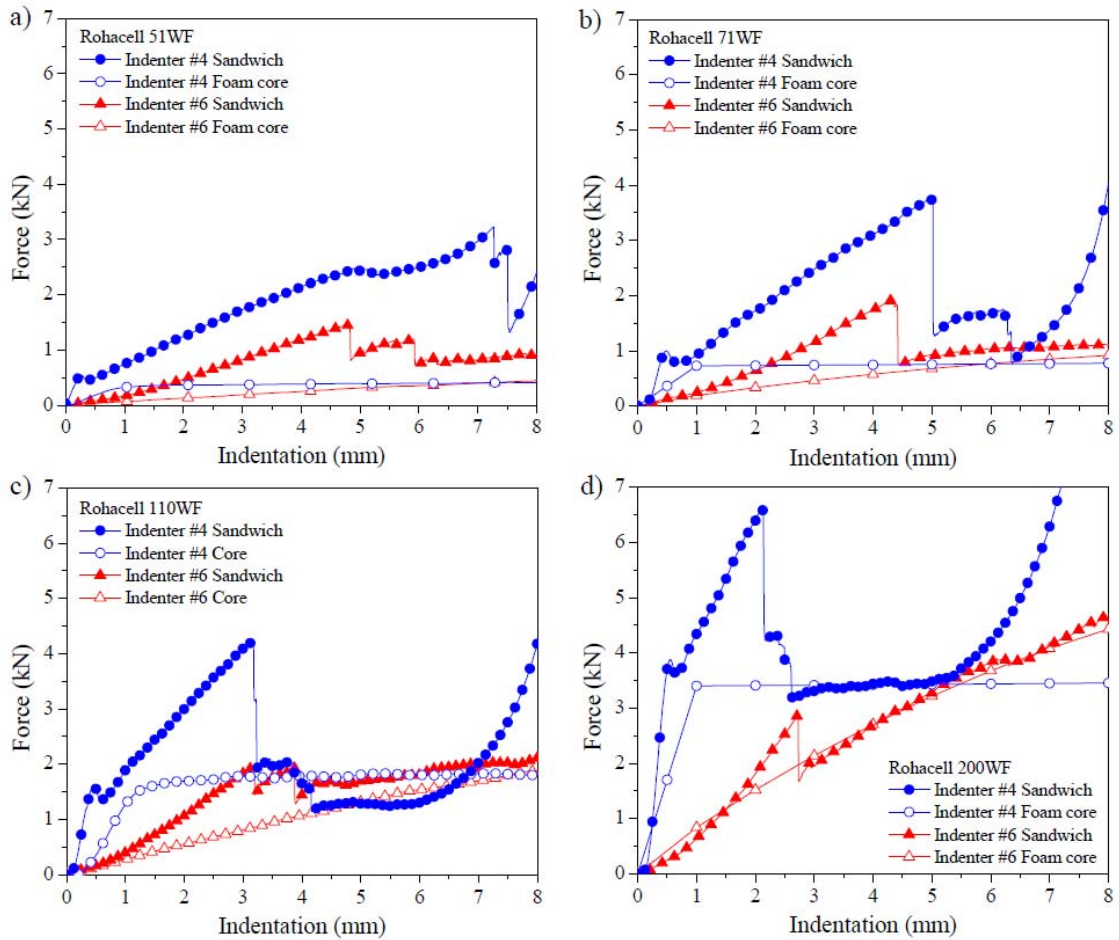 a)
Rohacell 51WF
Indenter #4 Sandwich
Indenter #4 Foam core
Indenter #6 Sandwich
Indenter #6 Foam core
7
6
5
4
3
2
1
0
Force (kN)
0 1 2 3 4 5 6 7 8
Indentation (mm)
b)
Rohacell 71WF
Indenter #4 Sandwich
Indenter #4 Foam core
Indenter #6 Sandwich
Indenter #6 Foam core
7
6
5
4
3
2
1
0
Force (kN)
0 1 2 3 4 5 6 7 8
Indentation (mm)
c)
Rohacell 110WF
Indenter #4 Sandwich
Indenter #4 Core
Indenter #6 Sandwich
Indenter #6 Core
7
6
5
4
3
2
1
0
Force (kN)
0 1 2 3 4 5 6 7 8
Indentation (mm)
d)
7
6
5
4
3
2
1
0
Force (kN)
Rohacell 200WF
Indenter #4 Sandwich
Indenter #4 Foam core
Indenter #6 Sandwich
Indenter #6 Foam core
0 1 2 3 4 5 6 7 8
Indentation (mm)